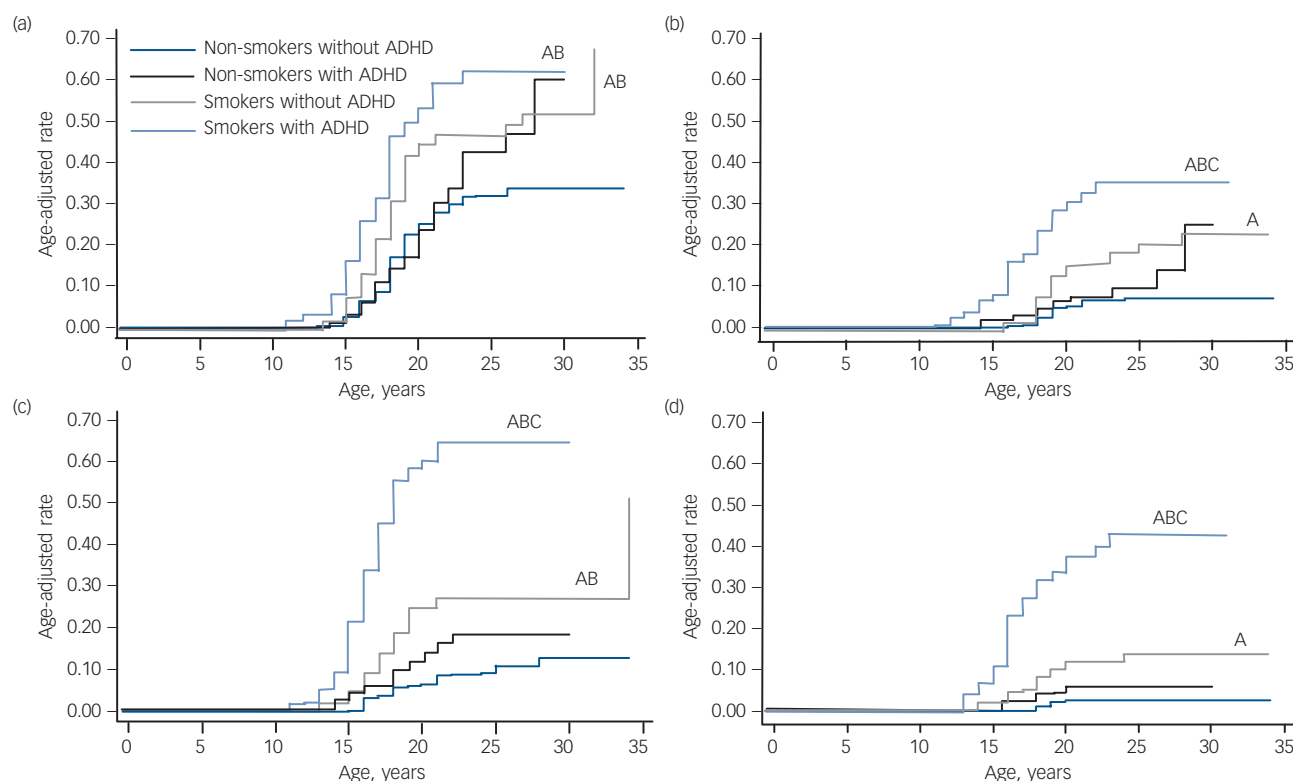 (a)
Age-adjusted rate
0.70
0.60
0.50
0.40
0.30
0.20
0.10
0.00
Non-smokers without ADHD
Non-smokers with ADHD
Smokers without ADHD
Smokers with ADHD
AB
AB
0 5 10 15 20 25 30 35
Age, years
(b)
Age-adjusted rate
0.70
0.60
0.50
0.40
0.30
0.20
0.10
0.00
ABC
A
0 5 10 15 20 25 30 35
Age, years
(c)
Age-adjusted rate
0.70
0.60
0.50
0.40
0.30
0.20
0.10
0.00
ABC
AB
0 5 10 15 20 25 30 35
Age, years
(d)
Age-adjusted rate
0.70
0.60
0.50
0.40
0.30
0.20
0.10
0.00
ABC
A
0 5 10 15 20 25 30 35
Age, years